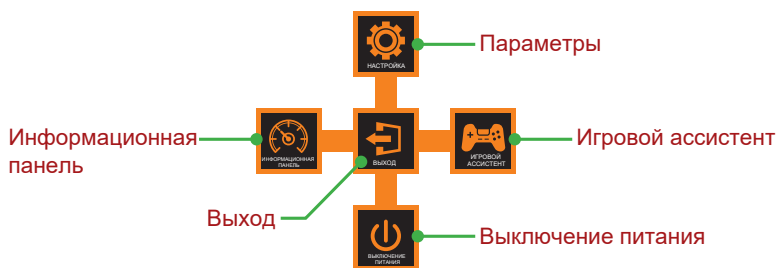 Параметры
НАСТРОЙКА
Информационная
панель
ИНФОРМАЦИОННАЯ
ПАНЕЛЬ
ВЫХОД
ИГРОВОЙ
АССИСТЕНТ
Игровой ассистент
Выход
Выключение питания
ВЫКЛЮЧЕНИЕ
ПИТАНИЯ